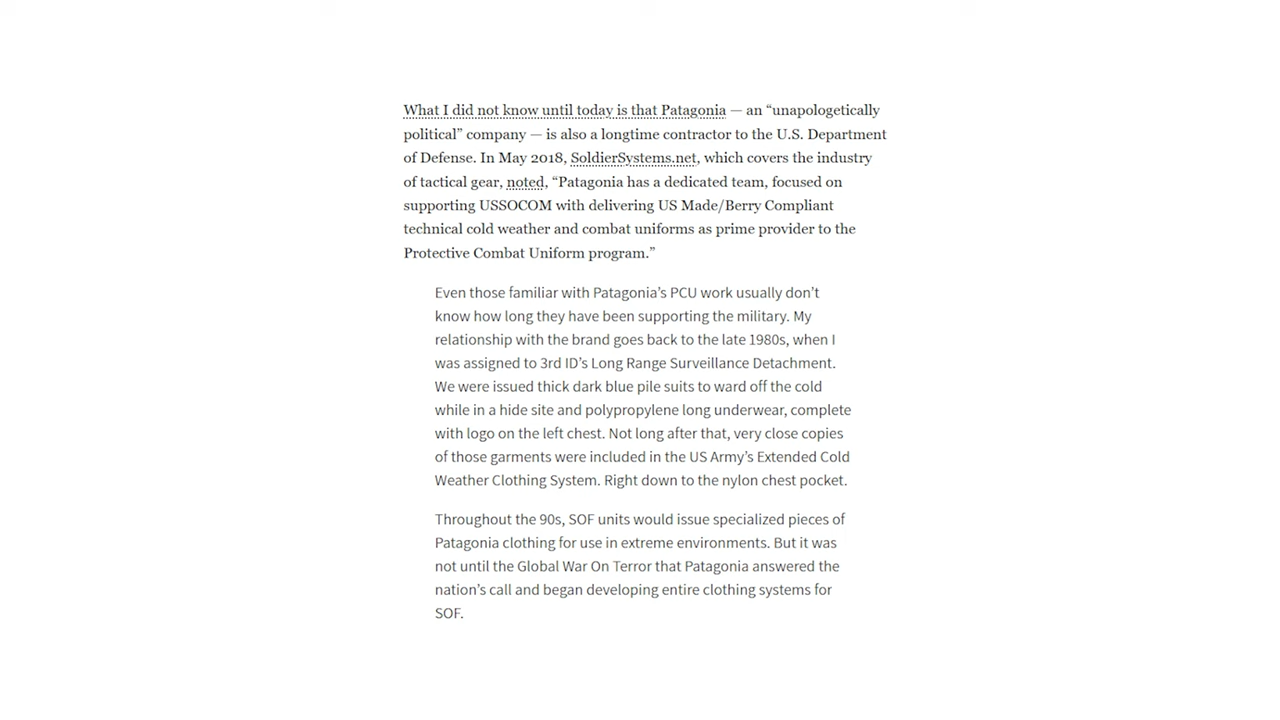 What I did not know until today is that Patagonia — an “unapologetically
political” company — is also a longtime contractor to the U.S. Department
of Defense. In May 2018, SoldierSystems.net, which covers the industry
of tactical gear, noted, “Patagonia has a dedicated team, focused on
supporting USSOCOM with delivering US Made/Berry Compliant
technical cold weather and combat uniforms as prime provider to the
Protective Combat Uniform program.”
Even those familiar with Patagonia’s PCU work usually don’t
know how long they have been supporting the military. My
relationship with the brand goes back to the late 1980s, when I
was assigned to 3rd ID’s Long Range Surveillance Detachment.
We were issued thick dark blue pile suits to ward off the cold
while in a hide site and polypropylene long underwear, complete
with logo on the left chest. Not long after that, very close copies
of those garments were included in the US Army’s Extended Cold
Weather Clothing System. Right down to the nylon chest pocket.
Throughout the 90s, SOF units would issue specialized pieces of
Patagonia clothing for use in extreme environments. But it was
not until the Global War On Terror that Patagonia answered the
nation’s call and began developing entire clothing systems for
SOF.